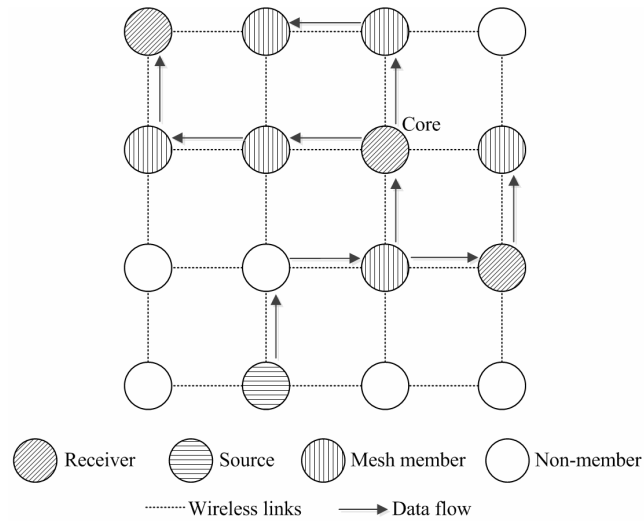 Core
Receiver Source Mesh member Non-member
Wireless links Data flow